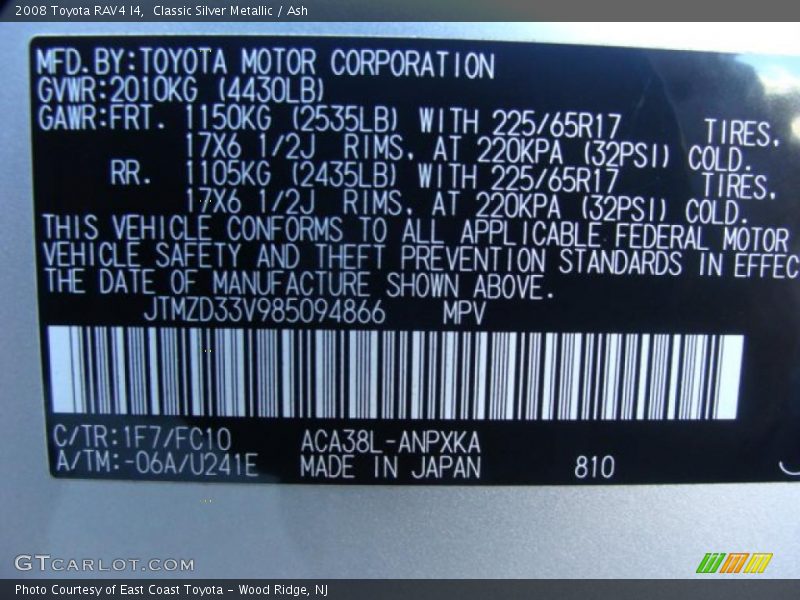 2008 Toyota RAV4 I4,  Classic Silver Metallic / Ash
MFD.BY:TOYOTA MOTOR CORPORATION
GVWR:2010KG (4430LB)
GAWR:FRT. 1150KG (2535LB) WITH 225/65R17 TIRES,
17X6 1/2J RIMS, AT 220KPA (32PSI) COLD.
RR. 1105KG (2435LB) WITH 225/65R17 TIRES,
17X6 1/2J RIMS, AT 220KPA (32PSI) COLD.
THIS VEHICLE CONFORMS TO ALL APPLICABLE FEDERAL MOTOR
VEHICLE SAFETY AND THEFT PREVENTION STANDARDS IN EFFEC
THE DATE OF MANUFACTURE SHOWN ABOVE.
JTMZD33V985094866 MPV
C/TR:1F7/FC10 ACA38L-ANPXKA
A/TM:-06A/U241E MADE IN JAPAN 810
GTCARLOT.COM
Photo Courtesy of East Coast Toyota - Wood Ridge, NJ